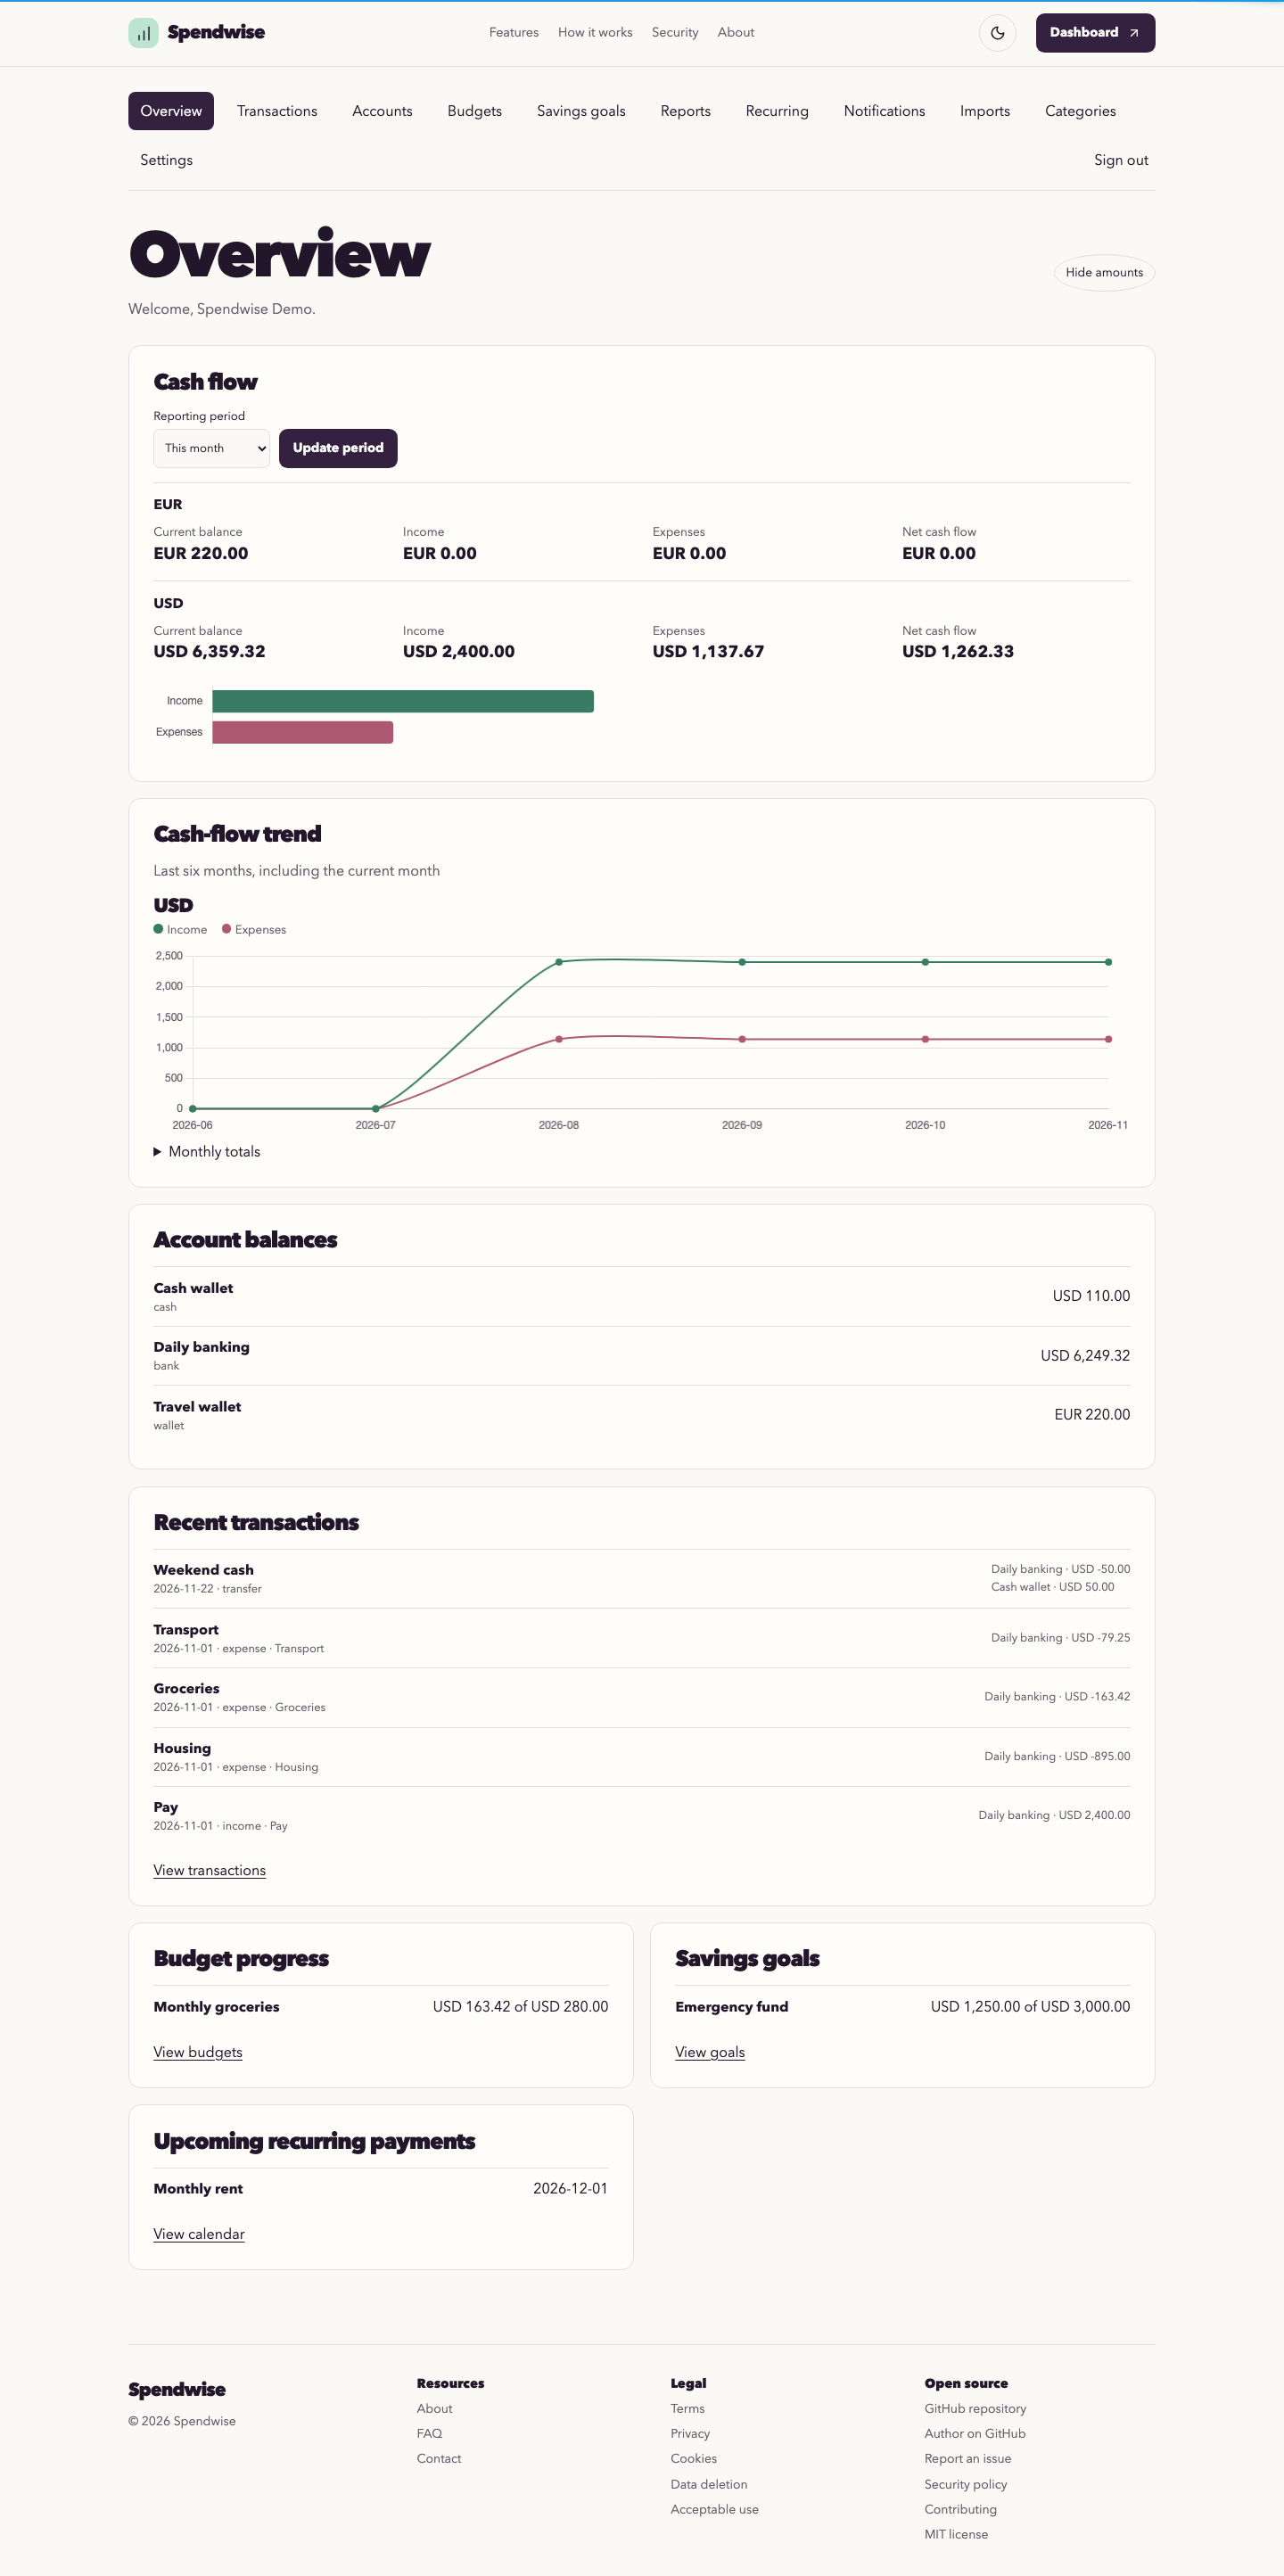 Spendwise
Features How it works Security About
Dashboard
Overview Transactions Accounts Budgets Savings goals Reports Recurring Notifications Imports Categories
Settings Sign out
Overview
Hide amounts
Welcome, Spendwise Demo.
Cash flow
Reporting period
This month Update period
EUR
Current balance Income Expenses Net cash flow
EUR 220.00 EUR 0.00 EUR 0.00 EUR 0.00
USD
Current balance Income Expenses Net cash flow
USD 6,359.32 USD 2,400.00 USD 1,137.67 USD 1,262.33
Income
Expenses
Cash-flow trend
Last six months, including the current month
USD
Income Expenses
2,500
2,000
1,500
1,000
500
0
2026-06 2026-07 2026-08 2026-09 2026-10 2026-11
Monthly totals
Account balances
Cash wallet
cash
USD 110.00
Daily banking
bank
USD 6,249.32
Travel wallet
wallet
EUR 220.00
Recent transactions
Weekend cash
2026-11-22 · transfer
Daily banking · USD -50.00
Cash wallet · USD 50.00
Transport
2026-11-01 · expense · Transport
Daily banking · USD -79.25
Groceries
2026-11-01 · expense · Groceries
Daily banking · USD -163.42
Housing
2026-11-01 · expense · Housing
Daily banking · USD -895.00
Pay
2026-11-01 · income · Pay
Daily banking · USD 2,400.00
View transactions
Budget progress
Monthly groceries USD 163.42 of USD 280.00
View budgets
Savings goals
Emergency fund USD 1,250.00 of USD 3,000.00
View goals
Upcoming recurring payments
Monthly rent 2026-12-01
View calendar
Spendwise
© 2026 Spendwise
Resources
About
FAQ
Contact
Legal
Terms
Privacy
Cookies
Data deletion
Acceptable use
Open source
GitHub repository
Author on GitHub
Report an issue
Security policy
Contributing
MIT license